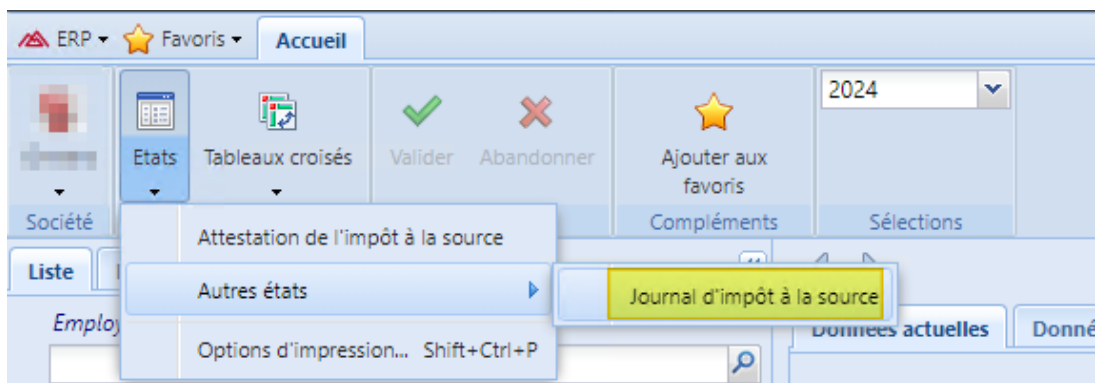 ERP Favoris Accueil
2024
Etats Tableaux croisés Valider Abandonner Ajouter aux
favoris
Société Compléments Sélections
Attestation de l'impôt à la source
Liste
Autres états Journal d'impôt à la source
Données actuelles
Options d'impression... Shift+Ctrl+P